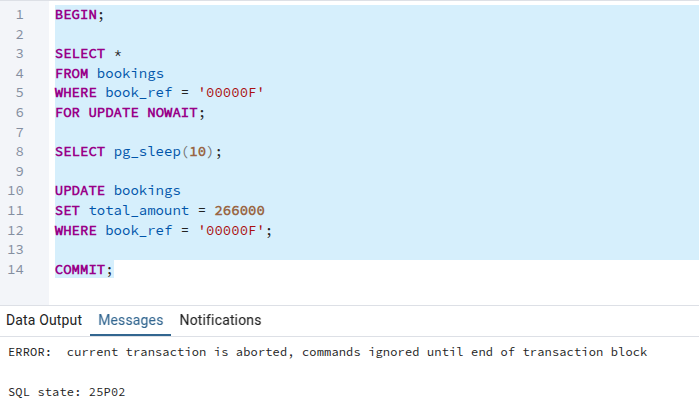 1 BEGIN;
2
3 SELECT *
4 FROM bookings
5 WHERE book_ref = '00000F'
6 FOR UPDATE NOWAIT;
7
8 SELECT pg_sleep(10);
9
10 UPDATE bookings
11 SET total_amount = 266000
12 WHERE book_ref = '00000F';
13
14 COMMIT;
Data Output Messages Notifications
ERROR:  current transaction is aborted, commands ignored until end of transaction block
SQL state: 25P02